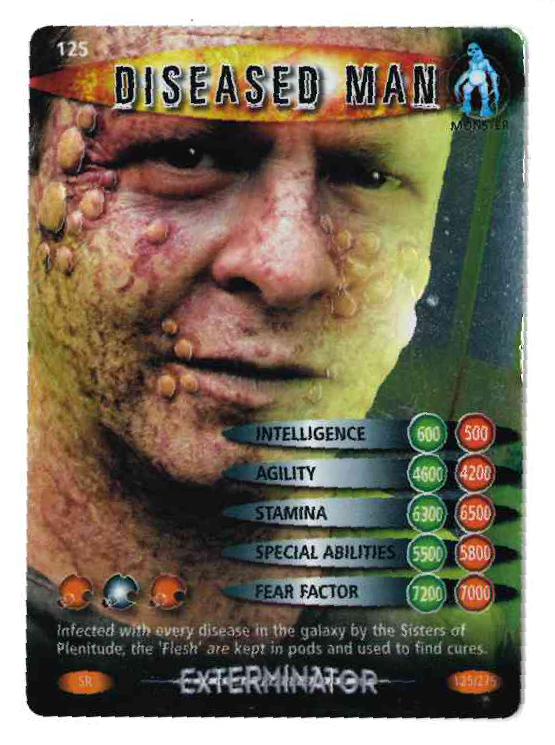 125
DISEASED MAN
MONSTER
INTELLIGENCE 600 500
AGILITY 4600 4200
STAMINA 6300 6500
SPECIAL ABILITIES 5500 5800
FEAR FACTOR 7200 7000
Infected with every disease in the galaxy by the Sisters of
Plenitude, the 'Flesh' are kept in pods and used to find cures.
SR EXTERMINATOR 125/275